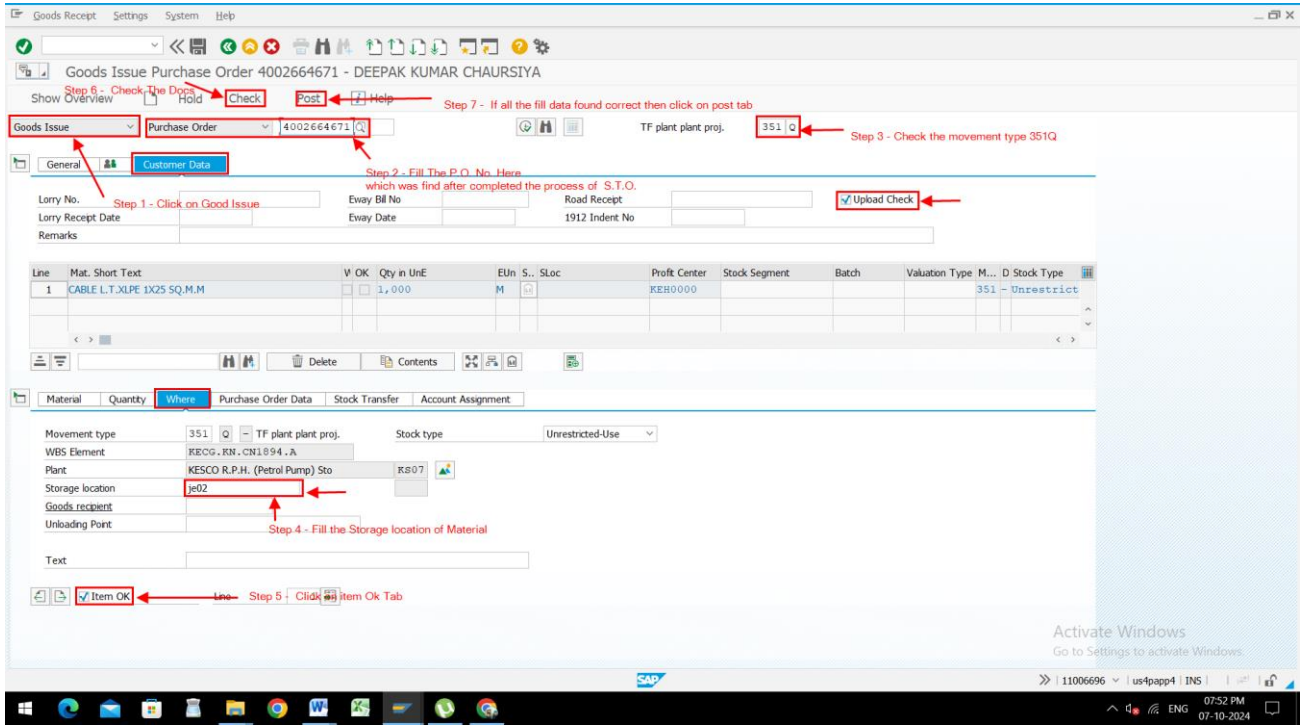 Goods Receipt Settings System Help
Goods Issue Purchase Order 4002664671 - DEEPAK KUMAR CHAURSIYA
Step 6 - Check The Docs
Show Overview Hold Check Post Help
Step 7 - If all the fill data found correct then click on post tab
Goods Issue Purchase Order 4002664671 TF plant plant proj. 351 Q
Step 3 - Check the movement type 351Q
General Customer Data
Step 2 - Fill The P.O. No. Here
which was find after completed the process of S.T.O.
Lorry No. Eway Bill No Road Receipt Upload Check
Step 1 - Click on Good Issue
Lorry Receipt Date Eway Date 1912 Indent No
Remarks
Line Mat. Short Text OK Qty in UnE EUn S.. SLoc Profit Center Stock Segment Batch Valuation Type M... D Stock Type
1 CABLE L.T.XLPE 1X25 SQ.M.M 1,000 M KEH0000 351 - Unrestrict
Delete Contents
Material Quantity Where Purchase Order Data Stock Transfer Account Assignment
Movement type 351 Q - TF plant plant proj. Stock type Unrestricted-Use
WBS Element KECG.KN.CN1894.A
Plant KESCO R.P.H. (Petrol Pump) Sto KS07
Storage location je02
Goods recipient
Unloading Point
Step 4 - Fill the Storage location of Material
Text
Item OK Line Step 5 - Click item Ok Tab
Activate Windows
Go to Settings to activate Windows.
SAP 11006696 us4papp4 INS
ENG 07:52 PM
07-10-2024